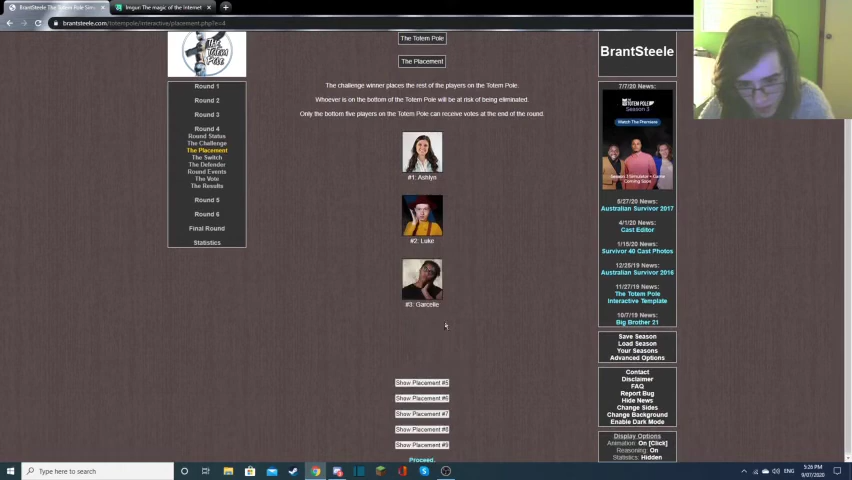 BrantSteele The Totem Pole Sim
Imgur: The magic of the Internet
brantsteele.com/totempole/interactive/placement.php?e=4
The Totem Pole
Round 1
Round 2
Round 3
Round 4
Round Status
The Challenge
The Placement
The Switch
The Defender
Round Events
The Vote
The Results
Round 5
Round 6
Final Round
Statistics
The Totem Pole
The Placement
The challenge winner places the rest of the players on the Totem Pole.
Whoever is on the bottom of the Totem Pole will be at risk of being eliminated.
Only the bottom five players on the Totem Pole can receive votes at the end of the round.
#1: Ashlyn
#2: Luke
#3: Garcelle
Show Placement #5
Show Placement #6
Show Placement #7
Show Placement #8
Show Placement #9
Proceed.
BrantSteele
7/7/20 News:
TOTEM POLE
Season 3
Watch The Premiere
Season 3 Simulator + Game
Coming Soon
5/27/20 News:
Australian Survivor 2017
4/1/20 News:
Cast Editor
1/15/20 News:
Survivor 40 Cast Photos
12/25/19 News:
Australian Survivor 2016
11/27/19 News:
The Totem Pole
Interactive Template
10/7/19 News:
Big Brother 21
Save Season
Load Season
Your Seasons
Advanced Options
Contact
Disclaimer
FAQ
Report Bug
Hide News
Change Sides
Change Background
Enable Dark Mode
Display Options
Animation: On [Click]
Reasoning: On
Statistics: Hidden
Type here to search
ENG
5:26 PM
9/07/2020